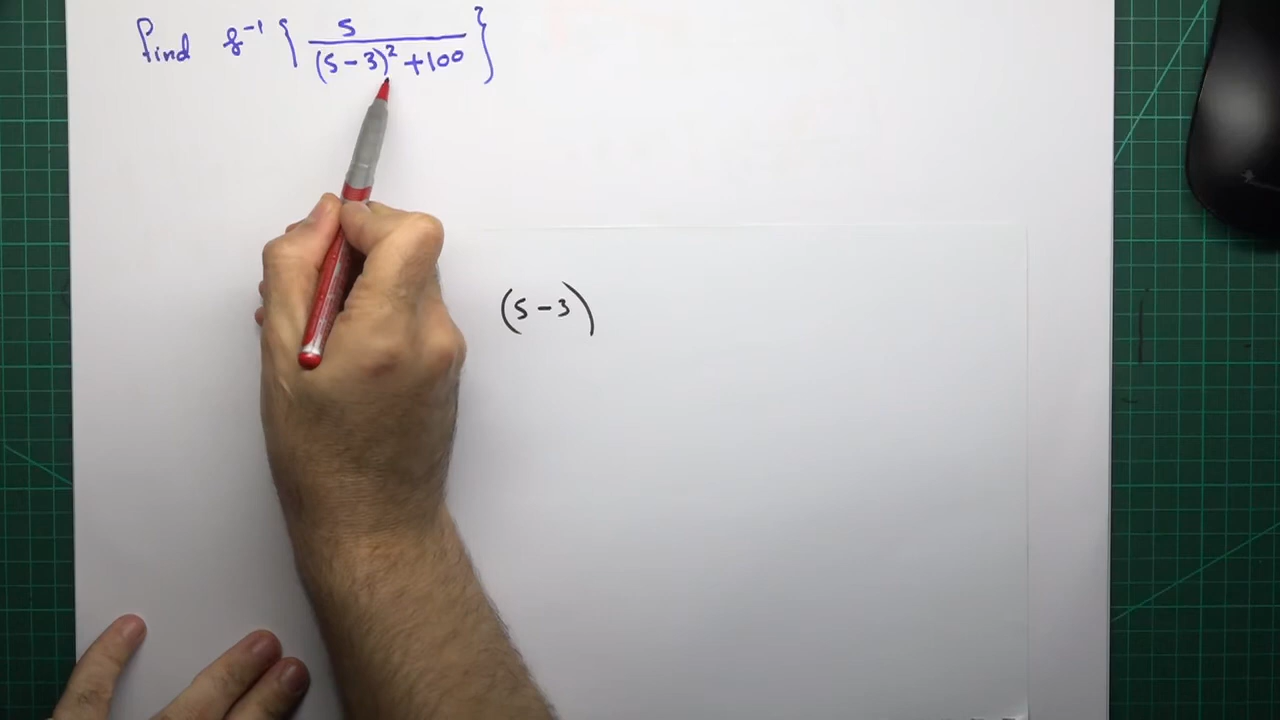 find ℒ⁻¹ { s / ((s-3)² + 100) }
(s-3)